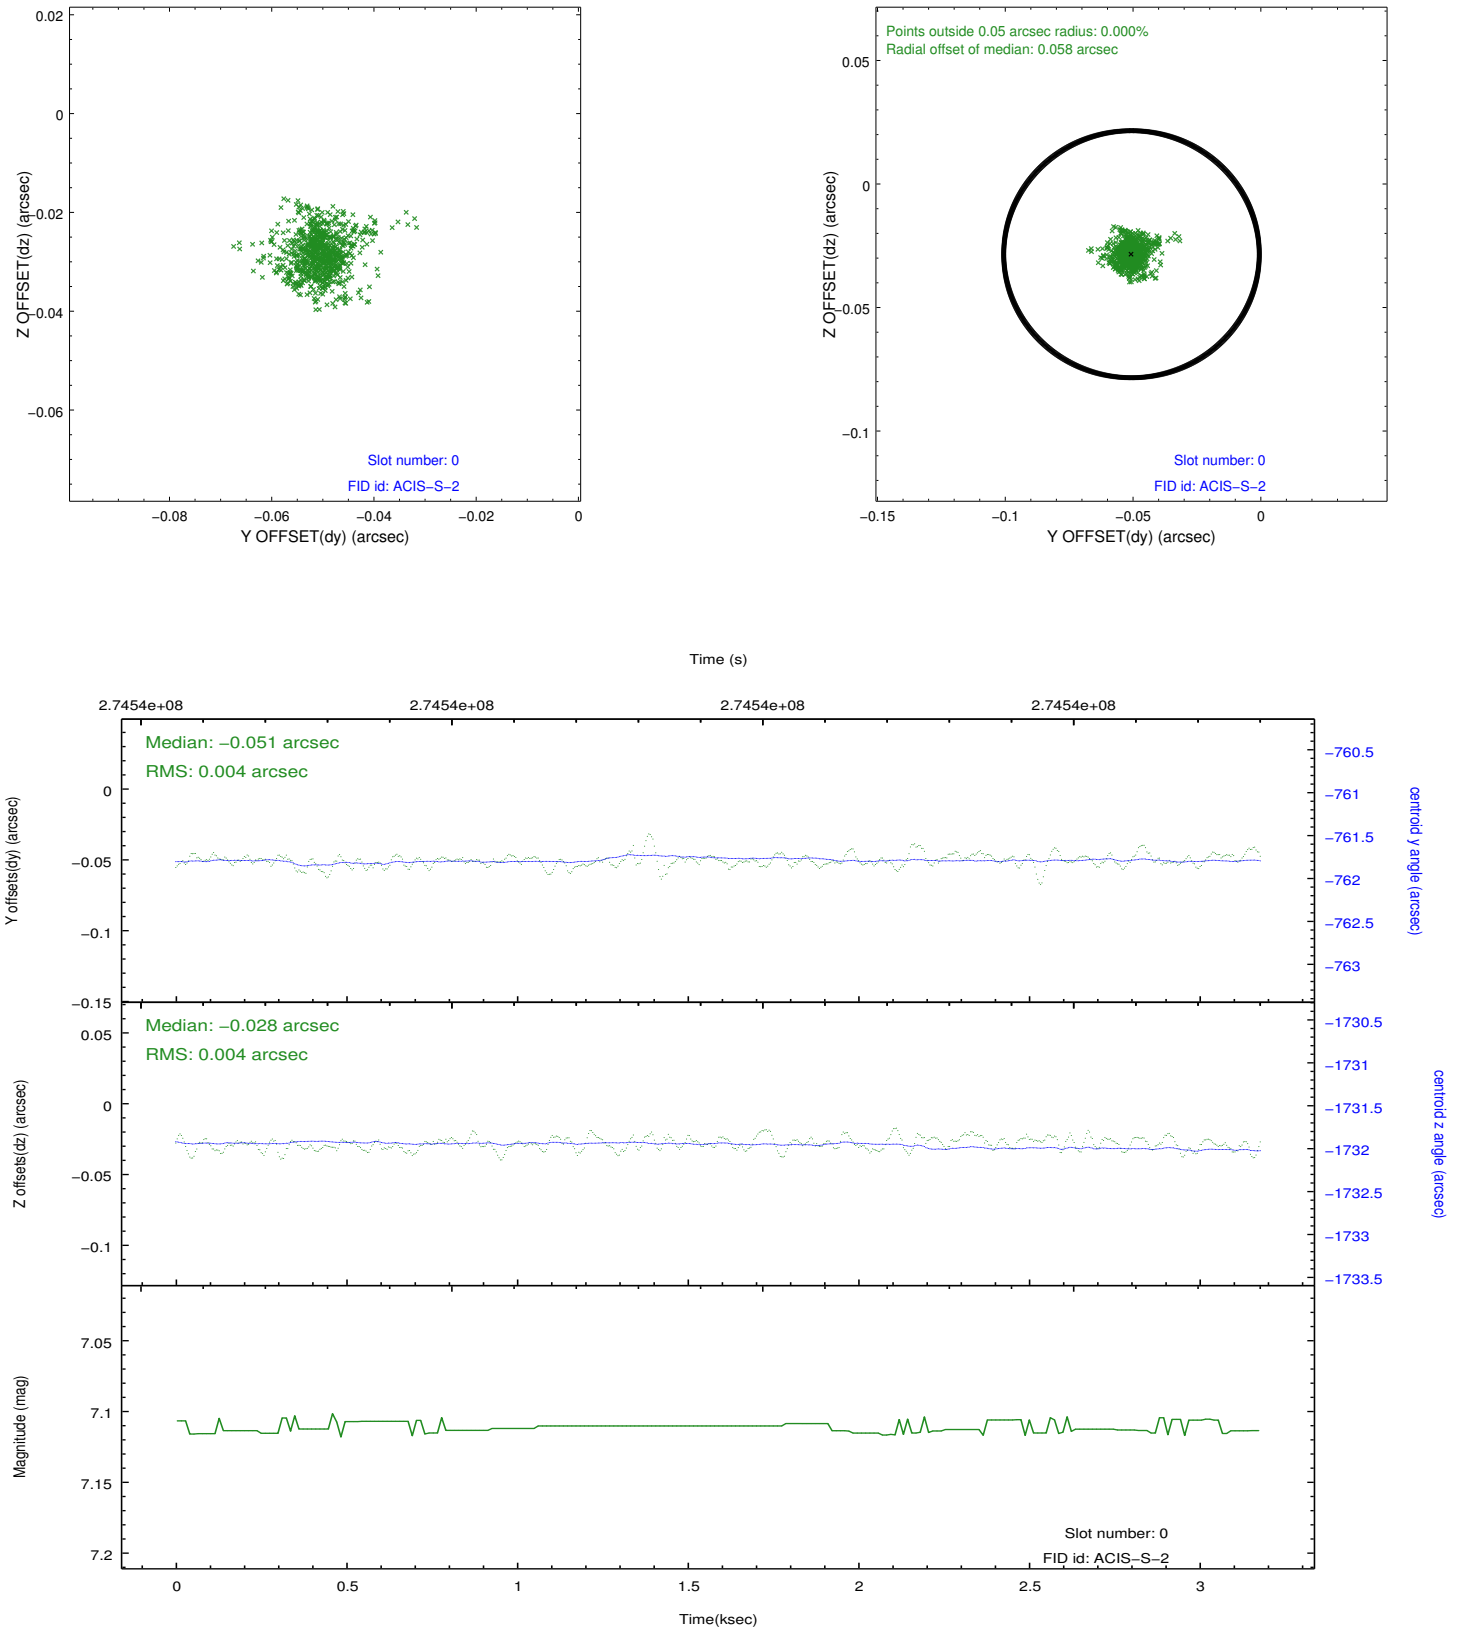 0.02
0
−0.02
−0.04
−0.06
Z OFFSET(dz) (arcsec)
Slot number: 0
FID id: ACIS−S−2
−0.08 −0.06 −0.04 −0.02 0
Y OFFSET(dy) (arcsec)
Points outside 0.05 arcsec radius: 0.000%
Radial offset of median: 0.058 arcsec
0.05
0
−0.05
−0.1
Z OFFSET(dz) (arcsec)
Slot number: 0
FID id: ACIS−S−2
−0.15 −0.1 −0.05 0
Y OFFSET(dy) (arcsec)
Time (s)
2.7454e+08 2.7454e+08 2.7454e+08 2.7454e+08
Median: −0.051 arcsec
RMS: 0.004 arcsec
0
−0.05
−0.1
−0.15
Y offsets(dy) (arcsec)
−760.5
−761
−761.5
−762
−762.5
−763
centroid y angle (arcsec)
Median: −0.028 arcsec
RMS: 0.004 arcsec
0.05
0
−0.05
−0.1
Z offsets(dz) (arcsec)
−1730.5
−1731
−1731.5
−1732
−1732.5
−1733
−1733.5
centroid z angle (arcsec)
7.05
7.1
7.15
7.2
Magnitude (mag)
Slot number: 0
FID id: ACIS−S−2
0 0.5 1 1.5 2 2.5 3
Time(ksec)